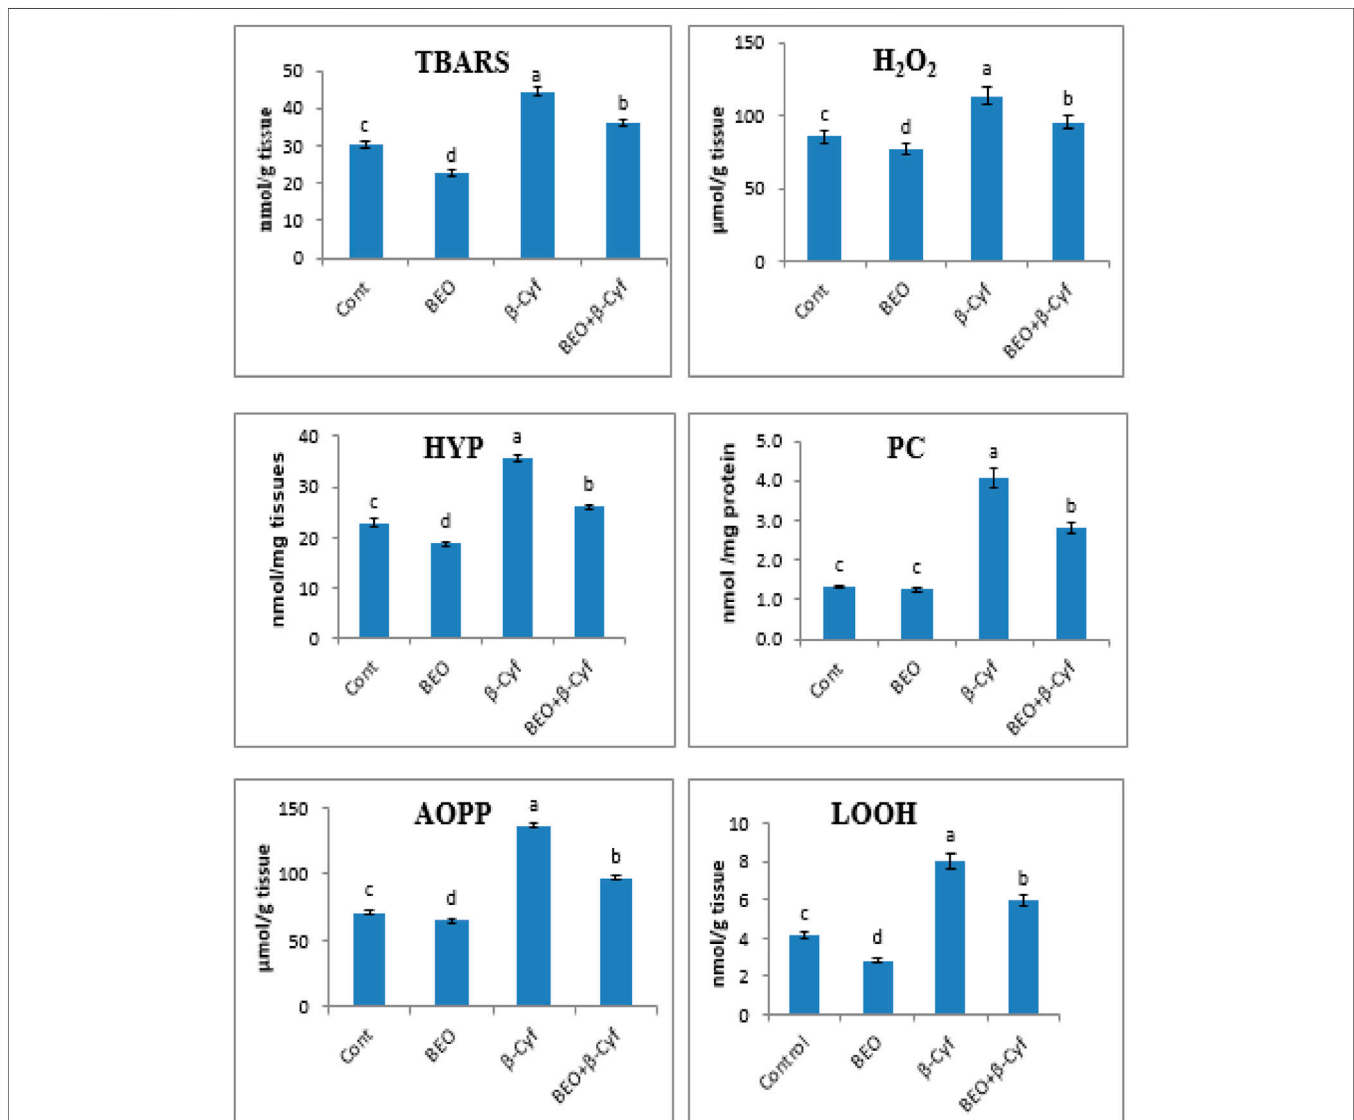 TBARS
nmol/g tissue
50
40
30
20
10
0
c
d
a
b
Cont
BEO
β-Cyf
BEO+β-Cyf
H₂O₂
µmol/g tissue
150
100
50
0
c
d
a
b
Cont
BEO
β-Cyf
BEO+β-Cyf
HYP
nmol/mg tissues
40
30
20
10
0
c
d
a
b
Cont
BEO
β-Cyf
BEO+β-Cyf
PC
nmol /mg protein
5.0
4.0
3.0
2.0
1.0
0.0
c
c
a
b
Cont
BEO
β-Cyf
BEO+β-Cyf
AOPP
µmol/g tissue
150
100
50
0
c
d
a
b
Cont
BEO
β-Cyf
BEO+β-Cyf
LOOH
nmol/g tissue
10
8
6
4
2
0
c
d
a
b
Control
BEO
β-Cyf
BEO+β-Cyf